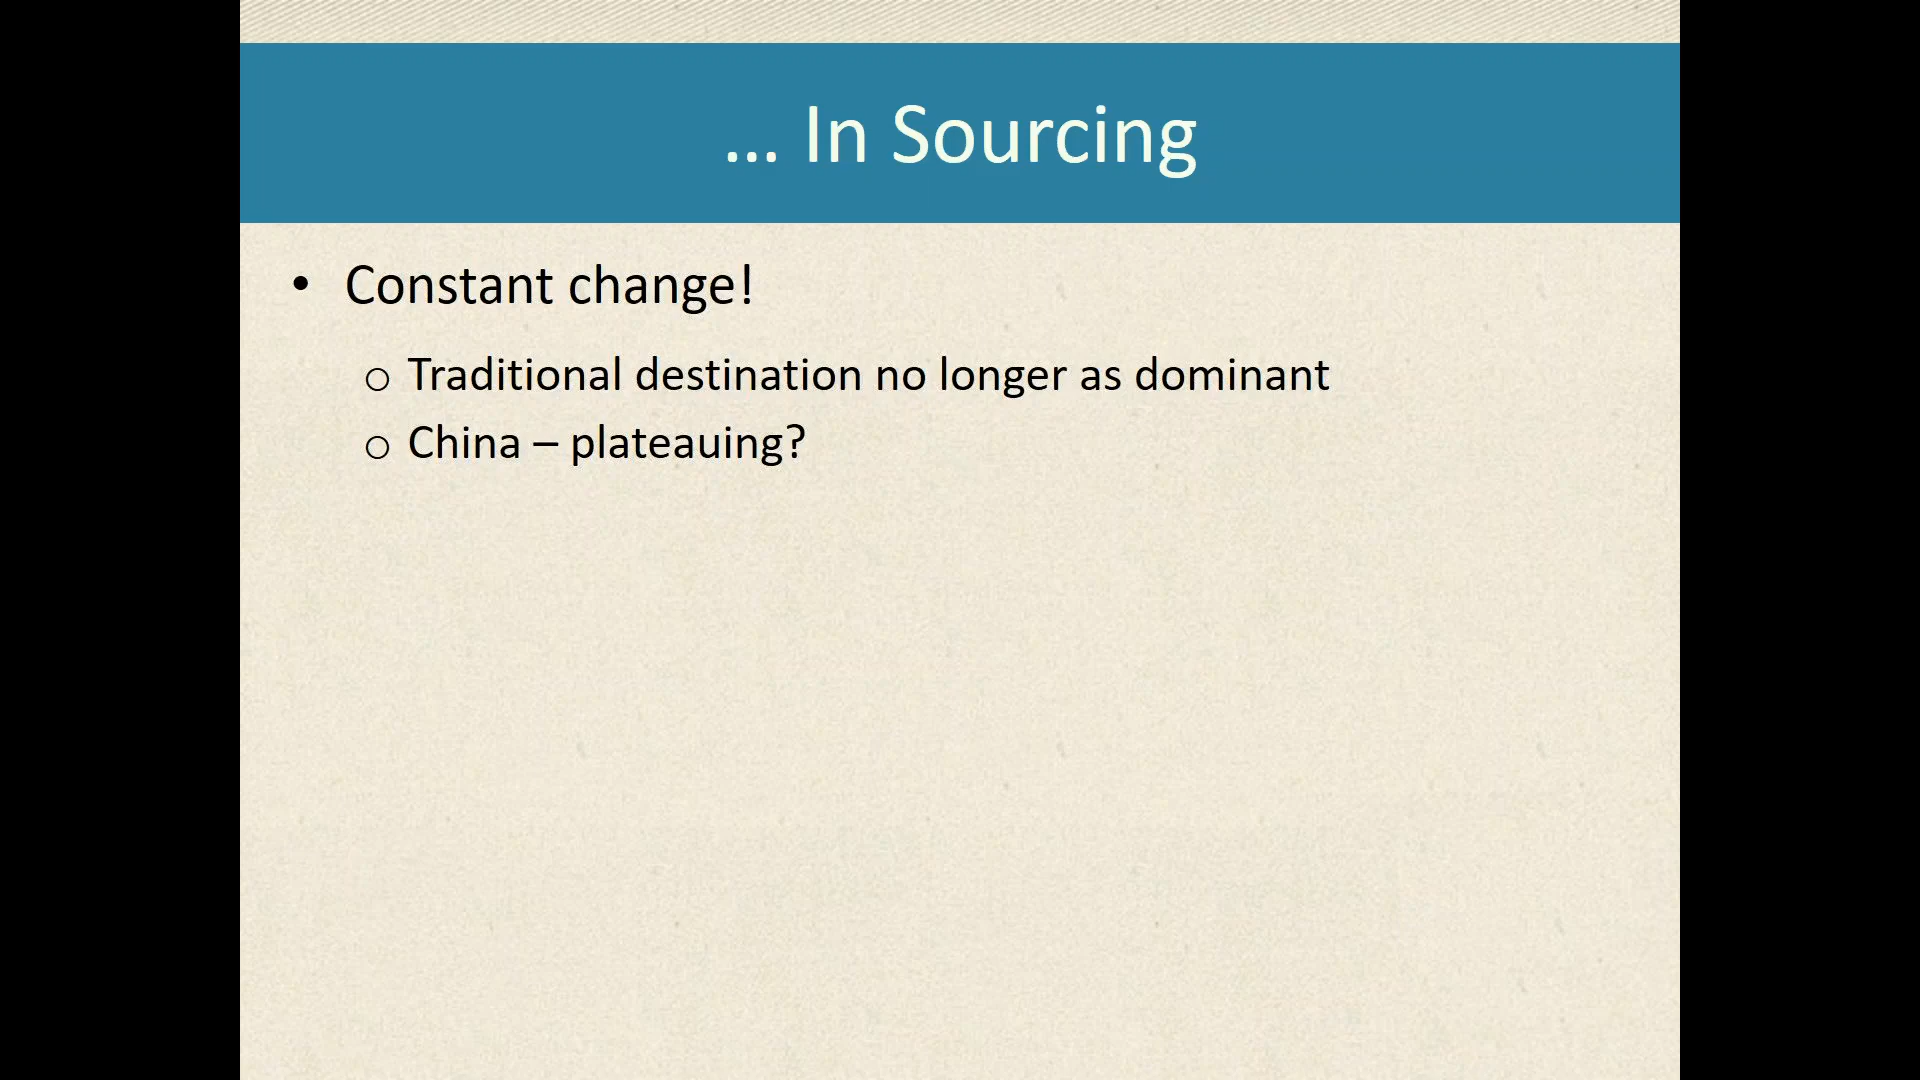 ... In Sourcing
• Constant change!
o Traditional destination no longer as dominant
o China – plateauing?